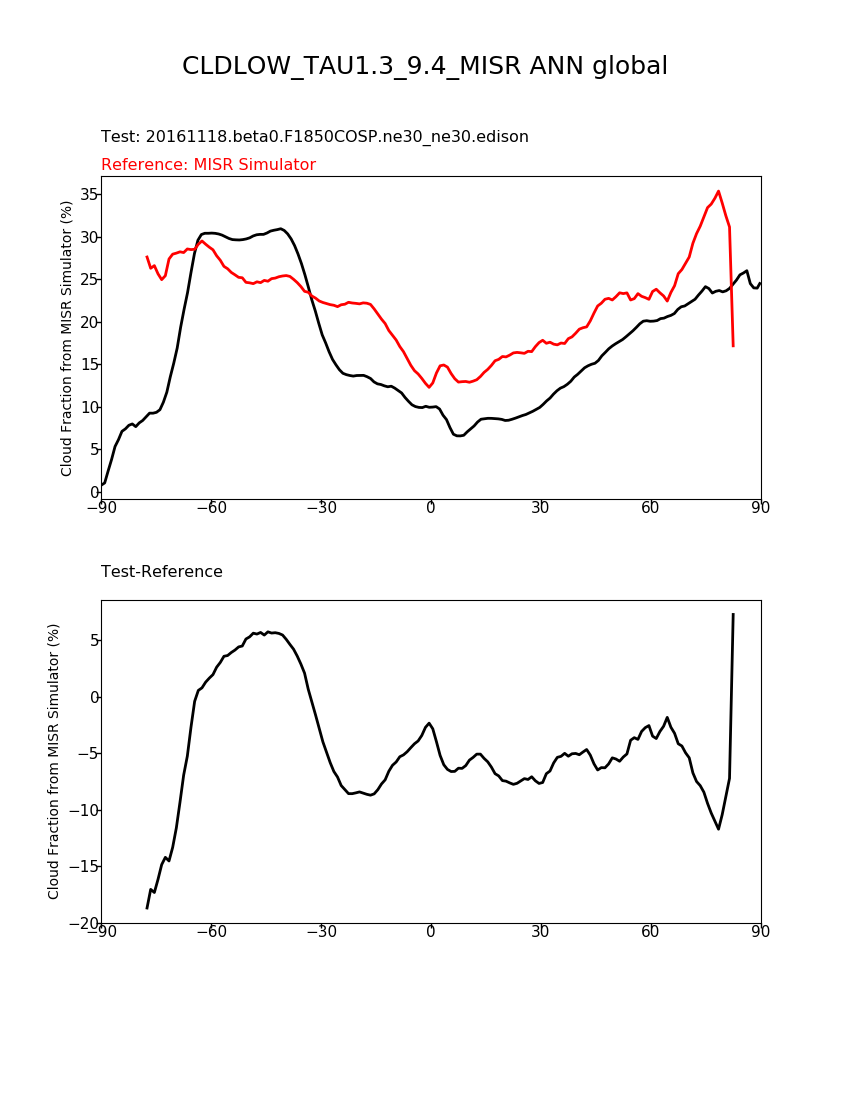 CLDLOW_TAU1.3_9.4_MISR ANN global
Test: 20161118.beta0.F1850COSP.ne30_ne30.edison
Reference: MISR Simulator
Cloud Fraction from MISR Simulator (%)
35
30
25
20
15
10
5
0
−90 −60 −30 0 30 60 90
Test-Reference
Cloud Fraction from MISR Simulator (%)
5
0
−5
−10
−15
−20
−90 −60 −30 0 30 60 90